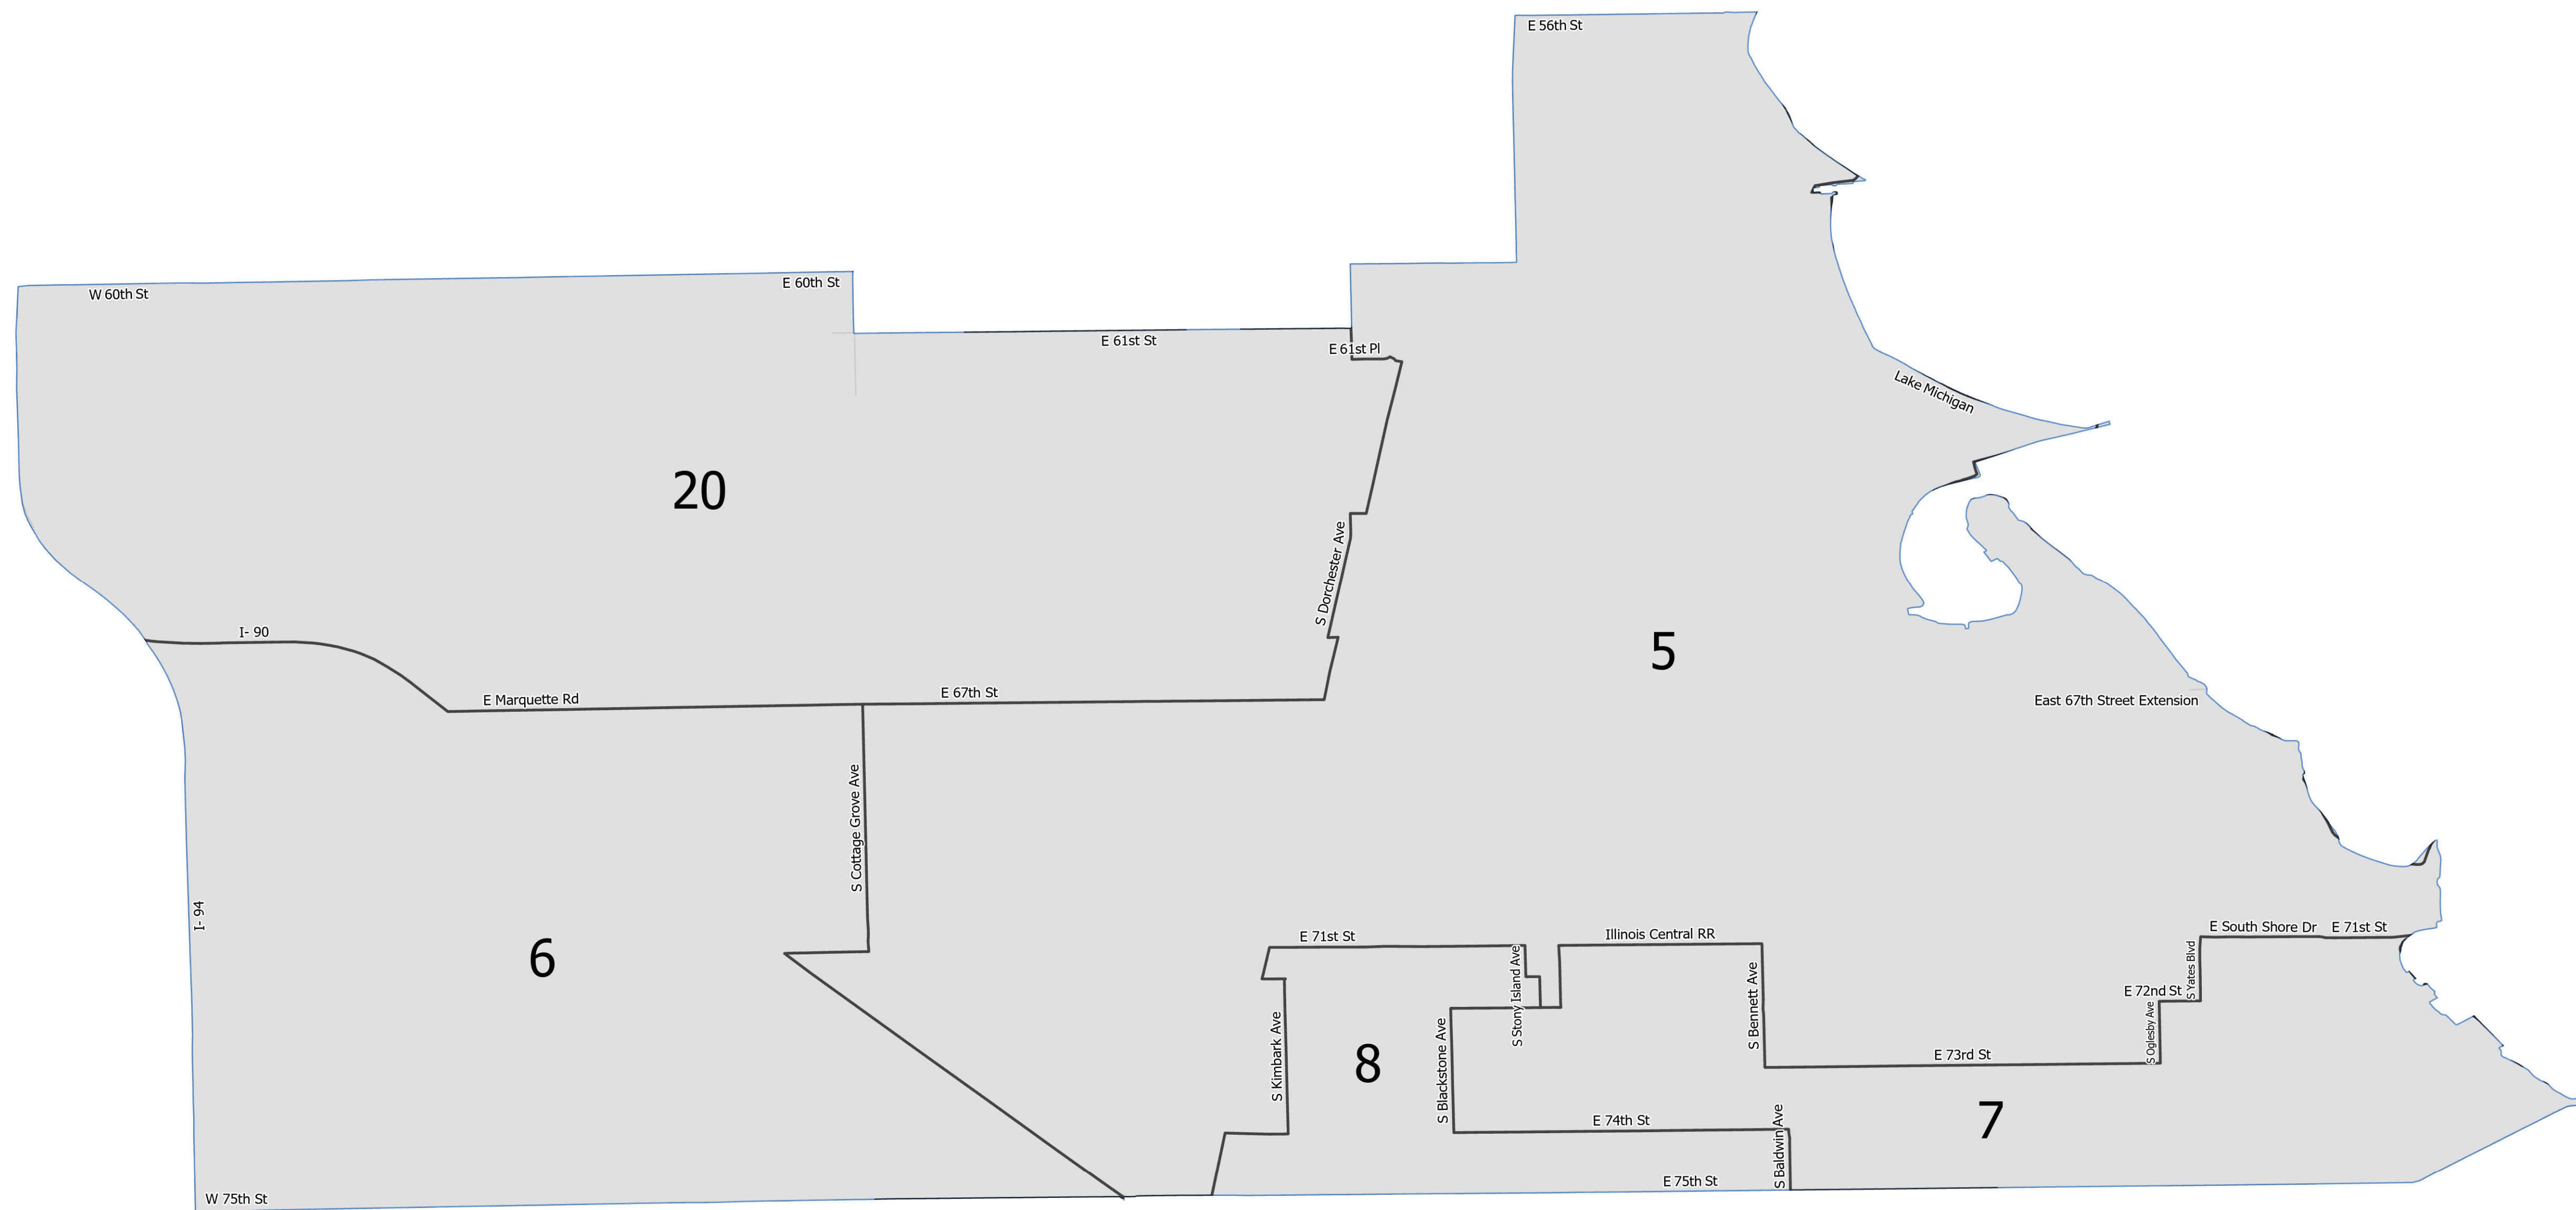 E 56th St
W 60th St
E 60th St
E 61st St
E 61st Pl
Lake Michigan
20
S Dorchester Ave
I- 90
5
E Marquette Rd
E 67th St
East 67th Street Extension
S Cottage Grove Ave
I- 94
6
E 71st St
Illinois Central RR
E South Shore Dr
E 71st St
S Stony Island Ave
S Bennett Ave
S Yates Blvd
E 72nd St
S Oglesby Ave
S Kimbark Ave
8
S Blackstone Ave
E 73rd St
7
E 74th St
S Baldwin Ave
E 75th St
W 75th St